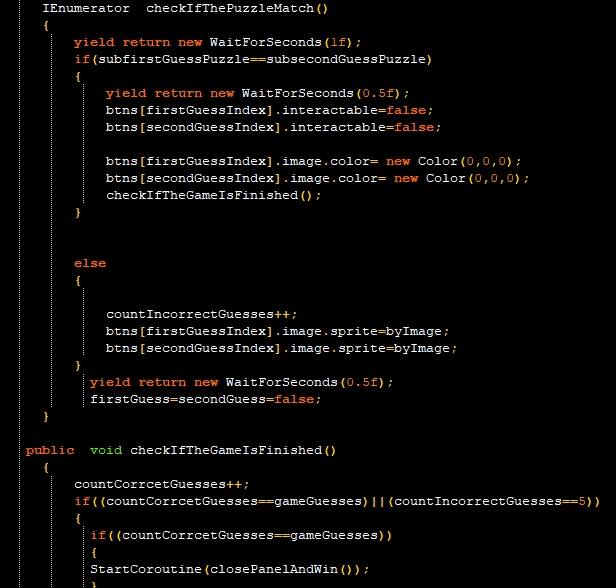 IEnumerator  checkIfThePuzzleMatch()
{
yield return new WaitForSeconds(1f);
if(subfirstGuessPuzzle==subsecondGuessPuzzle)
{
yield return new WaitForSeconds(0.5f);
btns[firstGuessIndex].interactable=false;
btns[secondGuessIndex].interactable=false;
btns[firstGuessIndex].image.color= new Color(0,0,0);
btns[secondGuessIndex].image.color= new Color(0,0,0);
checkIfTheGameIsFinished();
}
else
{
countIncorrectGuesses++;
btns[firstGuessIndex].image.sprite=byImage;
btns[secondGuessIndex].image.sprite=byImage;
}
yield return new WaitForSeconds(0.5f);
firstGuess=secondGuess=false;
}
public  void checkIfTheGameIsFinished()
{
countCorrcetGuesses++;
if((countCorrcetGuesses==gameGuesses)||(countIncorrectGuesses==5))
{
if((countCorrcetGuesses==gameGuesses))
{
StartCoroutine(closePanelAndWin());
}